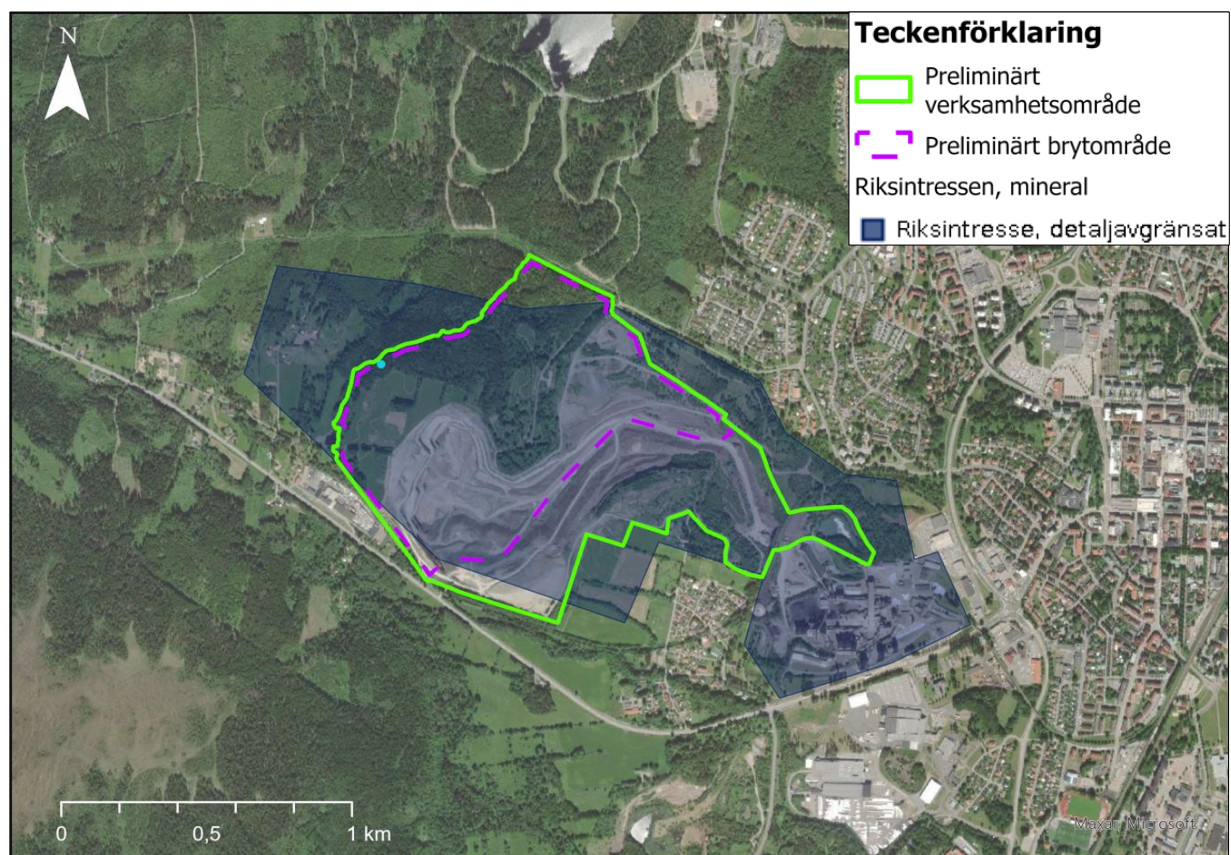 N
Teckenförklaring
Preliminärt
verksamhetsområde
Preliminärt brytområde
Riksintressen, mineral
Riksintresse, detaljavgränsat
0 0,5 1 km
Maxar, Microsoft